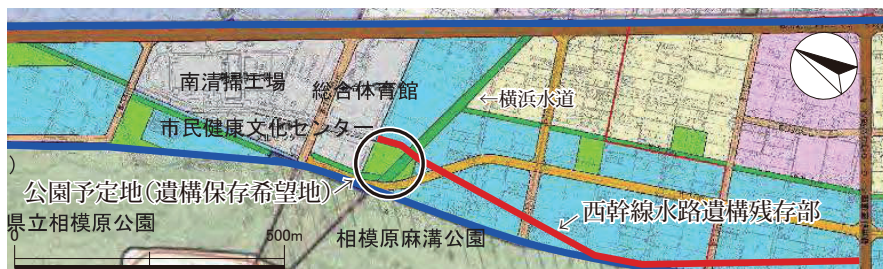 南清掃工場
総合体育館
←横浜水道
市民健康文化センター
)
公園予定地(遺構保存希望地)
西幹線水路遺構残存部
県立相模原公園
0
500m
相模原麻溝公園